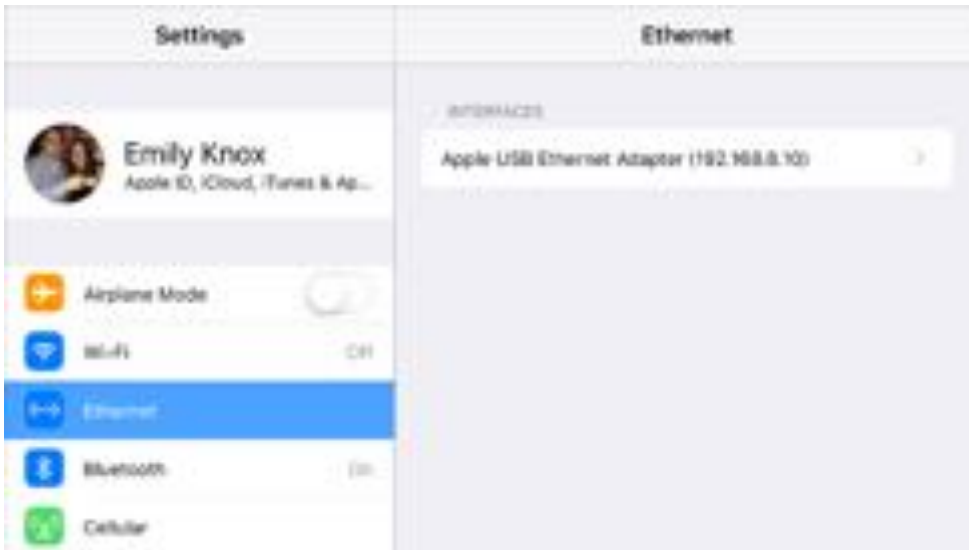 Settings
Ethernet
INTERFACES
Apple USB Ethernet Adapter (192.168.8.10)
Emily Knox
Apple ID, iCloud, iTunes & Ap...
Airplane Mode
Wi-Fi
Off
Ethernet
Bluetooth
On
Cellular